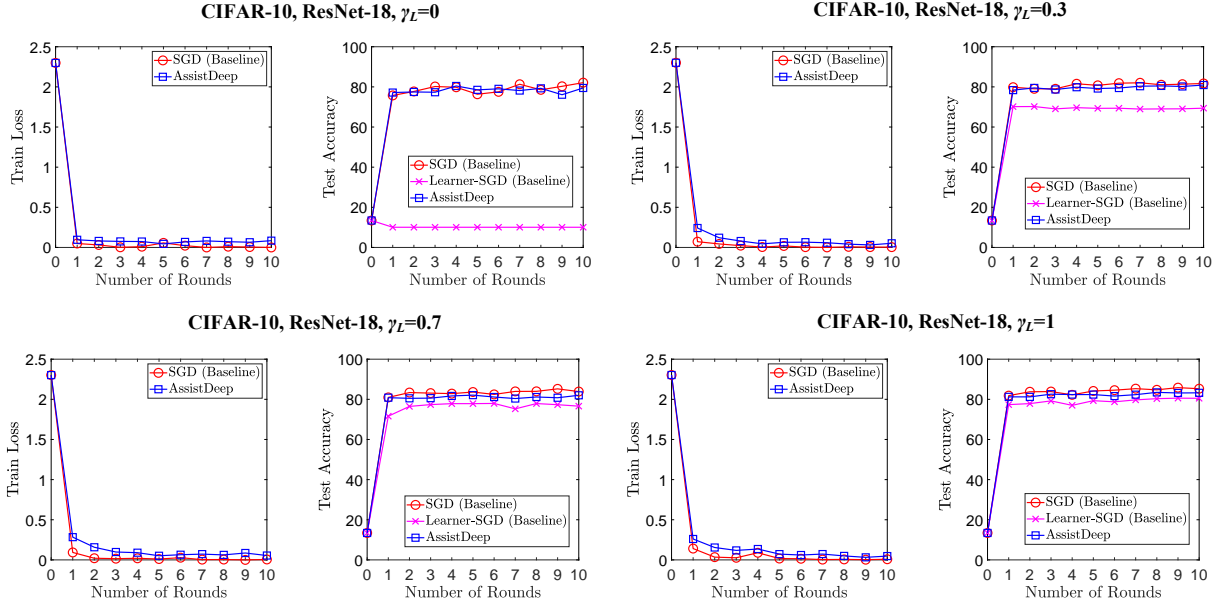 CIFAR-10, ResNet-18, γL=0
2.5
2
1.5
1
0.5
0
Train Loss
SGD (Baseline)
AssistDeep
0 1 2 3 4 5 6 7 8 9 10
Number of Rounds
100
80
60
40
20
0
Test Accuracy
SGD (Baseline)
Learner-SGD (Baseline)
AssistDeep
0 1 2 3 4 5 6 7 8 9 10
Number of Rounds
CIFAR-10, ResNet-18, γL=0.3
2.5
2
1.5
1
0.5
0
Train Loss
SGD (Baseline)
AssistDeep
0 1 2 3 4 5 6 7 8 9 10
Number of Rounds
100
80
60
40
20
0
Test Accuracy
SGD (Baseline)
Learner-SGD (Baseline)
AssistDeep
0 1 2 3 4 5 6 7 8 9 10
Number of Rounds
CIFAR-10, ResNet-18, γL=0.7
2.5
2
1.5
1
0.5
0
Train Loss
SGD (Baseline)
AssistDeep
0 1 2 3 4 5 6 7 8 9 10
Number of Rounds
100
80
60
40
20
0
Test Accuracy
SGD (Baseline)
Learner-SGD (Baseline)
AssistDeep
0 1 2 3 4 5 6 7 8 9 10
Number of Rounds
CIFAR-10, ResNet-18, γL=1
2.5
2
1.5
1
0.5
0
Train Loss
SGD (Baseline)
AssistDeep
0 1 2 3 4 5 6 7 8 9 10
Number of Rounds
100
80
60
40
20
0
Test Accuracy
SGD (Baseline)
Learner-SGD (Baseline)
AssistDeep
0 1 2 3 4 5 6 7 8 9 10
Number of Rounds